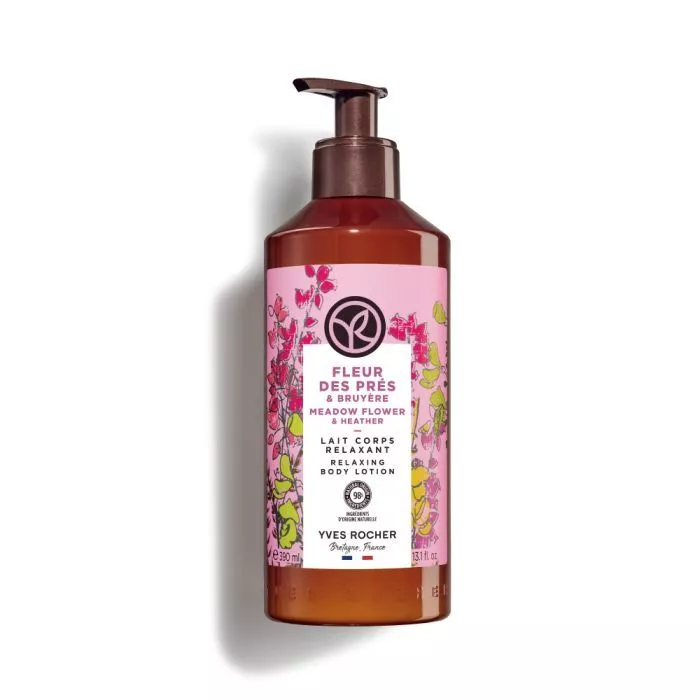 FLEUR
DES PRÉS
& BRUYÈRE
MEADOW FLOWER
& HEATHER
LAIT CORPS
RELAXANT
RELAXING
BODY LOTION
98%
INGRÉDIENTS
D'ORIGINE NATURELLE
YVES ROCHER
Bretagne, France
e 390 ml
13.1 fl. oz.